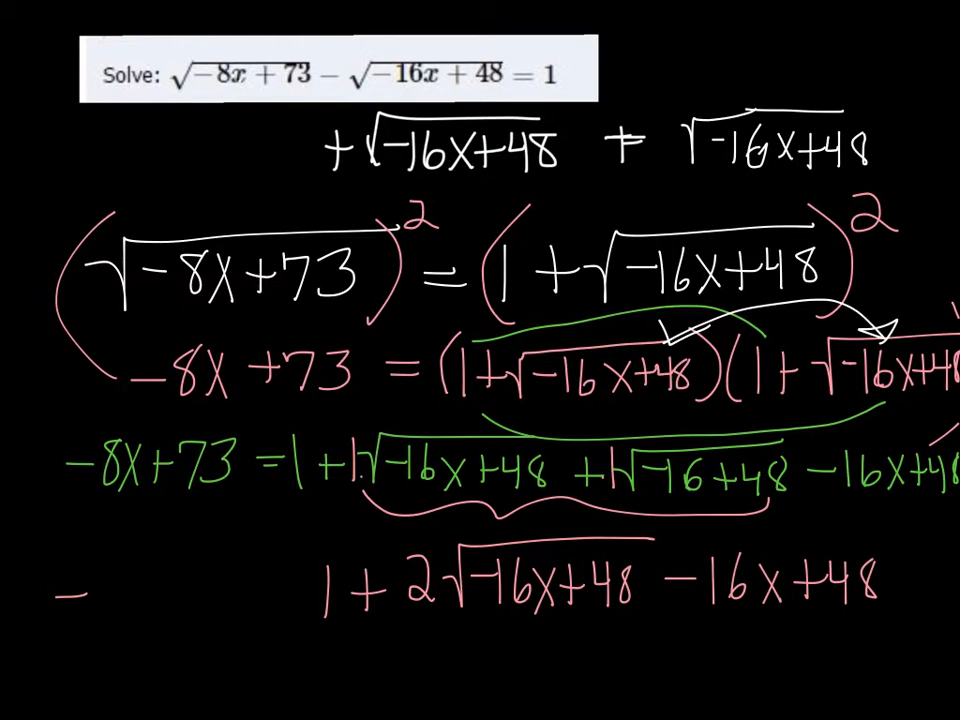 Solve: √(−8x + 73) − √(−16x + 48) = 1
+√(-16x+48) + √(-16x+48)
(√(-8x+73))² = (1+√(-16x+48))²
-8x+73 = (1+√(-16x+48))(1+√(-16x+48
-8x+73 = 1+1·√(-16x+48) +1√(-16+48) -16x+48
- 1+2√(-16x+48) -16x+48